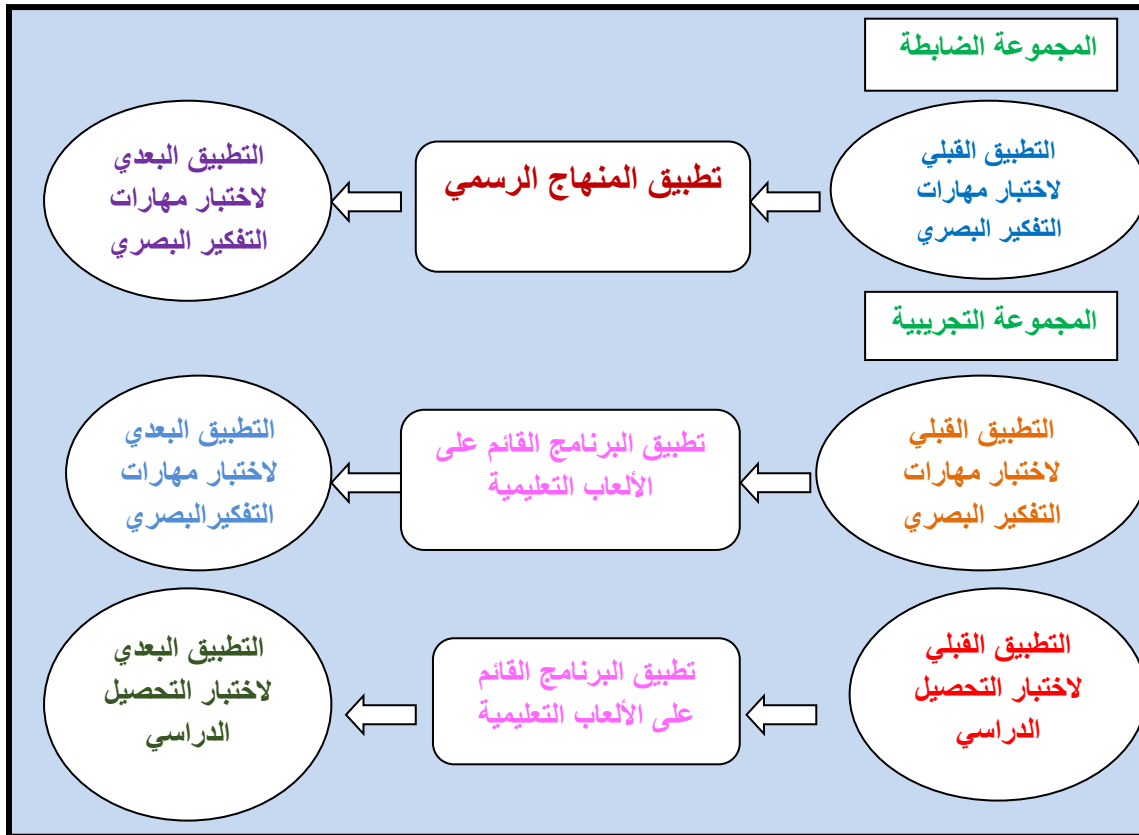 المجموعة الضابطة
التطبيق القبلي
لاختبار مهارات
التفكير البصري
تطبيق المنهاج الرسمي
التطبيق البعدي
لاختبار مهارات
التفكير البصري
المجموعة التجريبية
التطبيق القبلي
لاختبار مهارات
التفكير البصري
تطبيق البرنامج القائم على
الألعاب التعليمية
التطبيق البعدي
لاختبار مهارات
التفكيرالبصري
التطبيق القبلي
لاختبار التحصيل
الدراسي
تطبيق البرنامج القائم
على الألعاب التعليمية
التطبيق البعدي
لاختبار التحصيل
الدراسي